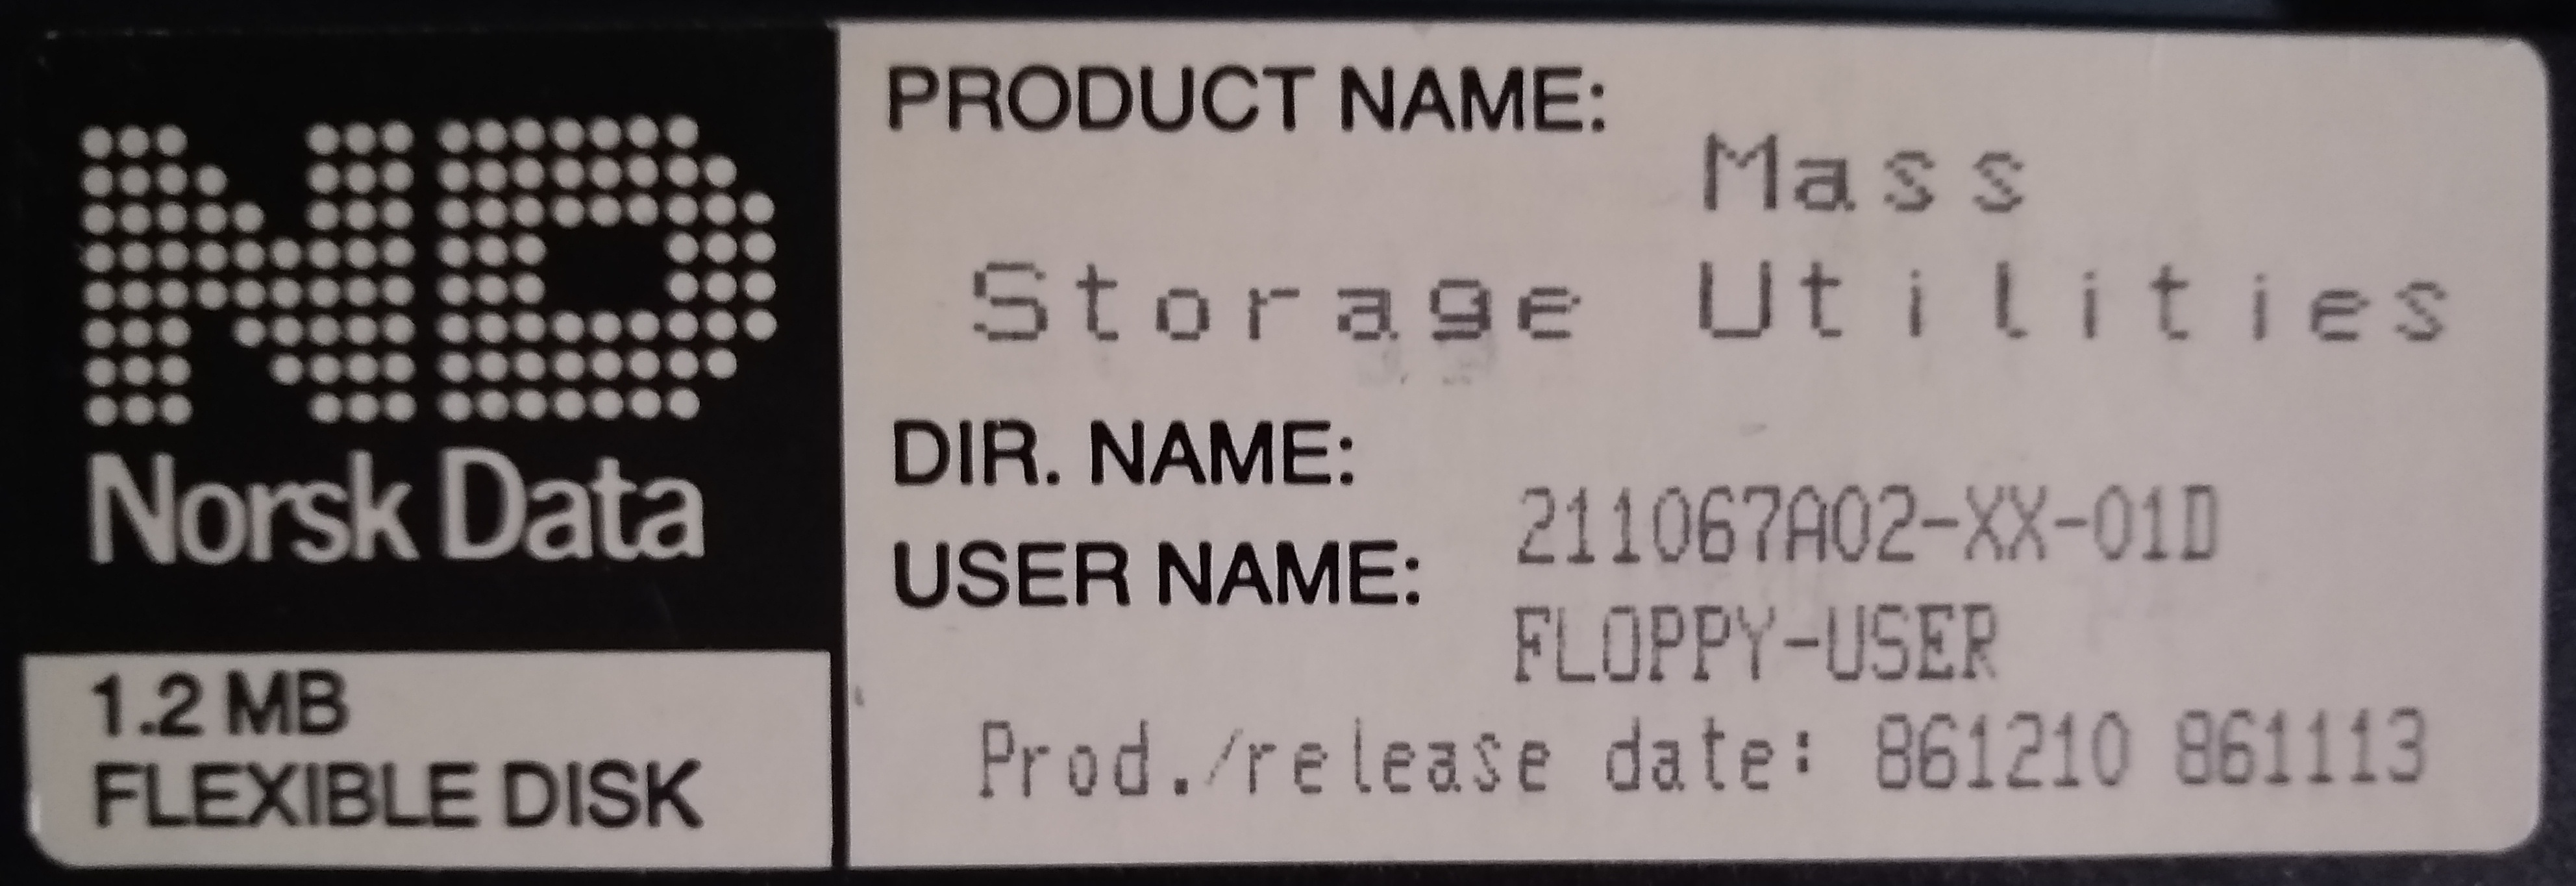 ND
Norsk Data
1.2 MB
FLEXIBLE DISK
PRODUCT NAME:
Mass
Storage Utilities
DIR. NAME:
211067A02-XX-01D
USER NAME:
FLOPPY-USER
Prod./release date: 861210 861113